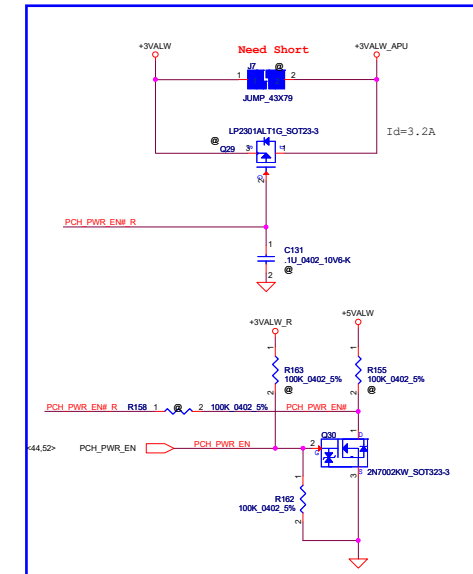 +3VALW
Need Short
+3VALW_APU
J7
@
1
2
JUMP_43X79
LP2301ALT1G_SOT23-3
Id=3.2A
@
Q29
3
S
D
1
G
2
PCH_PWR_EN#_R
1
C131
.1U_0402_10V6-K
@
2
+3VALW_R
+5VALW
1
R163
100K_0402_5%
@
2
1
R155
100K_0402_5%
@
2
PCH_PWR_EN#_R
R158
1
@
2
100K_0402_5%
PCH_PWR_EN#
<44,52>
PCH_PWR_EN
PCH_PWR_EN
Q30
1
D
2
G
S
3
2N7002KW_SOT323-3
1
R162
100K_0402_5%
2